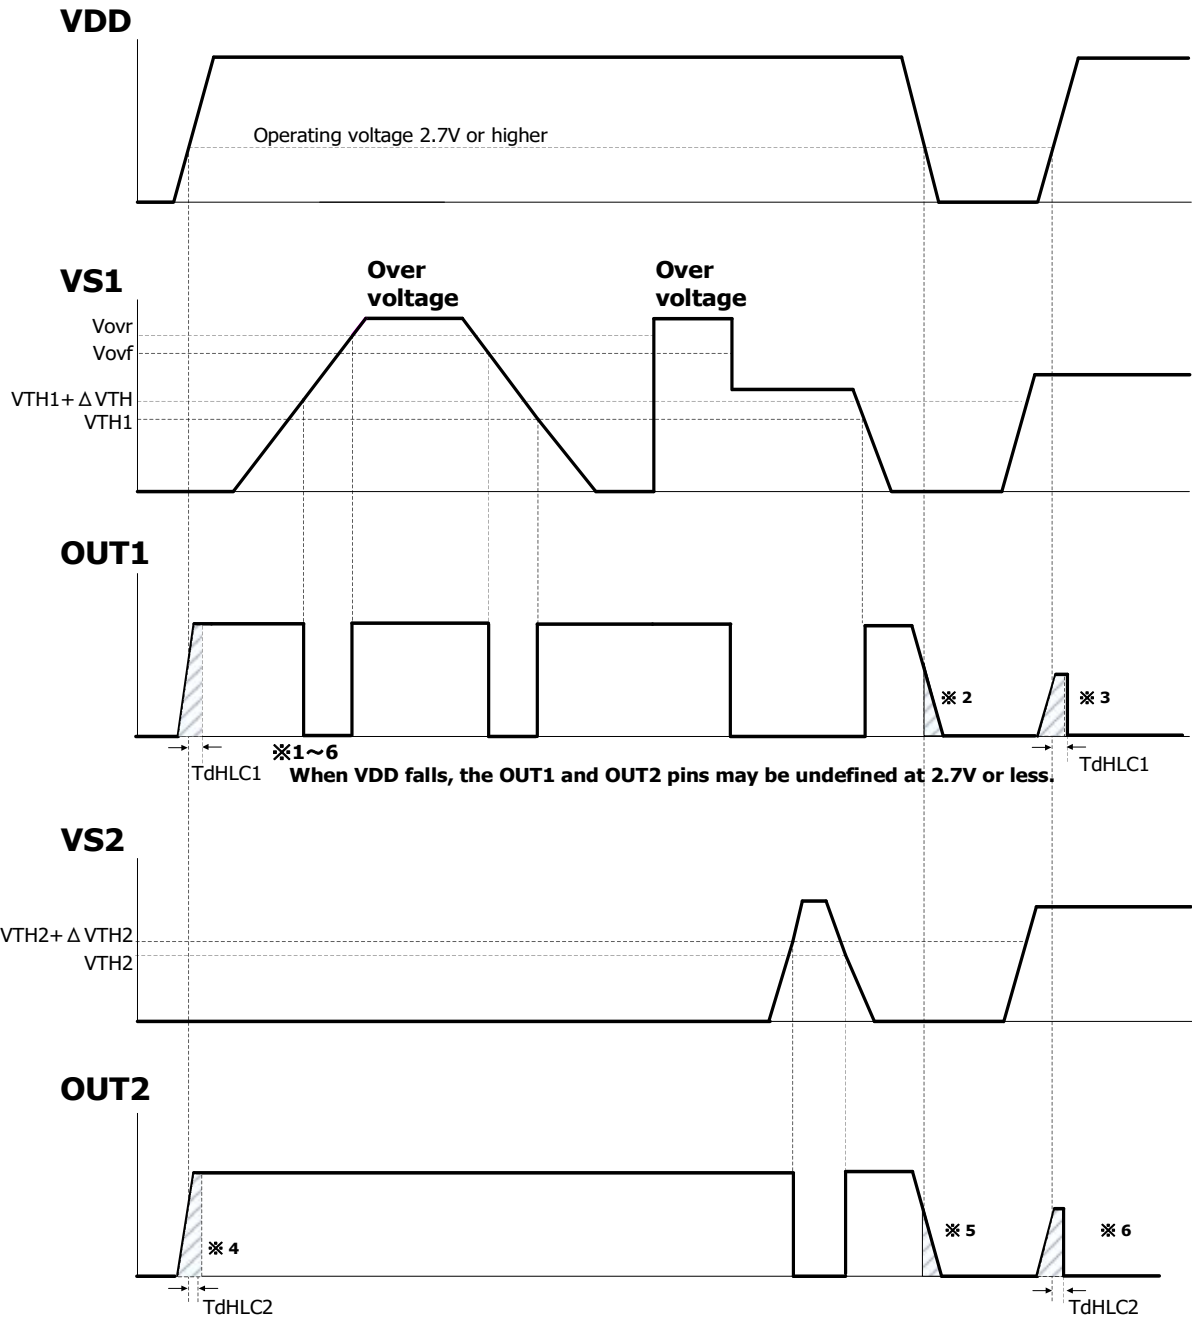 VDD
Operating voltage 2.7V or higher
VS1
Over
voltage
Over
voltage
Vovr
Vovf
VTH1+ΔVTH
VTH1
OUT1
※2
※3
TdHLC1
※1～6
When VDD falls, the OUT1 and OUT2 pins may be undefined at 2.7V or less.
TdHLC1
VS2
VTH2+ΔVTH2
VTH2
OUT2
※4
※5
※6
TdHLC2
TdHLC2